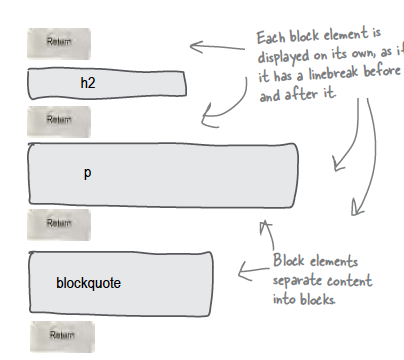 Return
Each block element is
displayed on its own, as if
it has a linebreak before
and after it.
h2
Return
p
Return
Block elements
separate content
into blocks
blockquote
Return